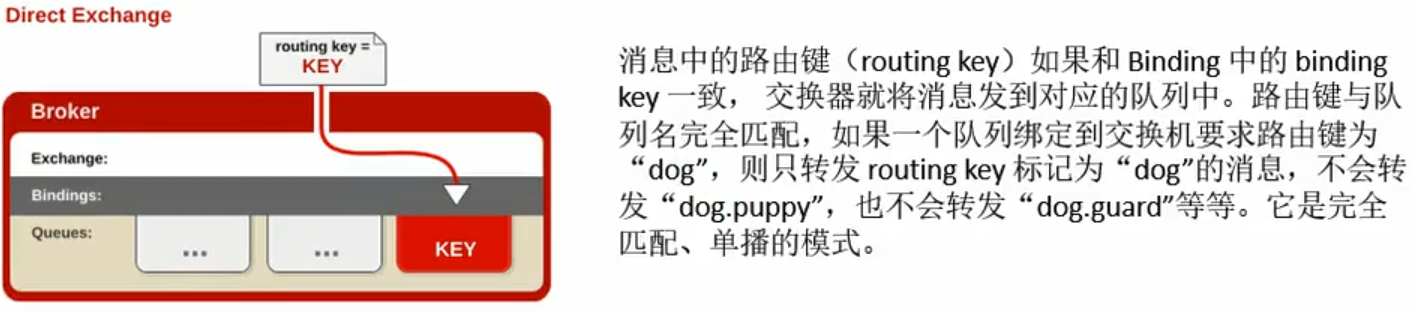 Direct Exchange
routing key =
KEY
Broker
Exchange:
Bindings:
Queues:
...
...
KEY
消息中的路由键（routing key）如果和 Binding 中的 binding
key 一致， 交换器就将消息发到对应的队列中。路由键与队
列名完全匹配，如果一个队列绑定到交换机要求路由键为
“dog”，则只转发 routing key 标记为“dog”的消息，不会转
发“dog.puppy”，也不会转发“dog.guard”等等。它是完全
匹配、单播的模式。